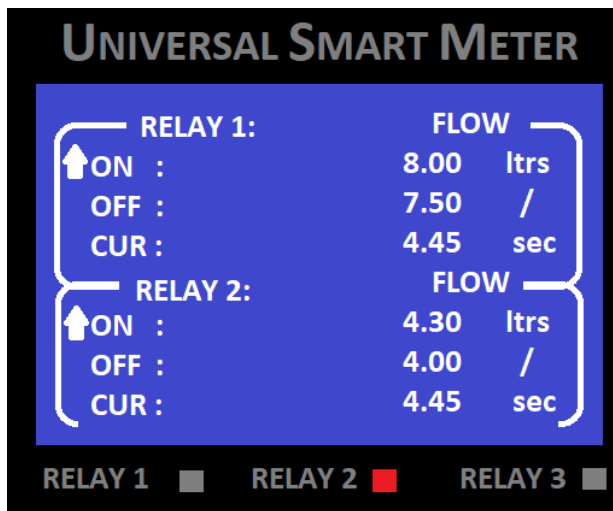 UNIVERSAL SMART METER
RELAY 1: FLOW
ON : 8.00 ltrs
OFF : 7.50 /
CUR : 4.45 sec
RELAY 2: FLOW
ON : 4.30 ltrs
OFF : 4.00 /
CUR : 4.45 sec
RELAY 1 RELAY 2 RELAY 3